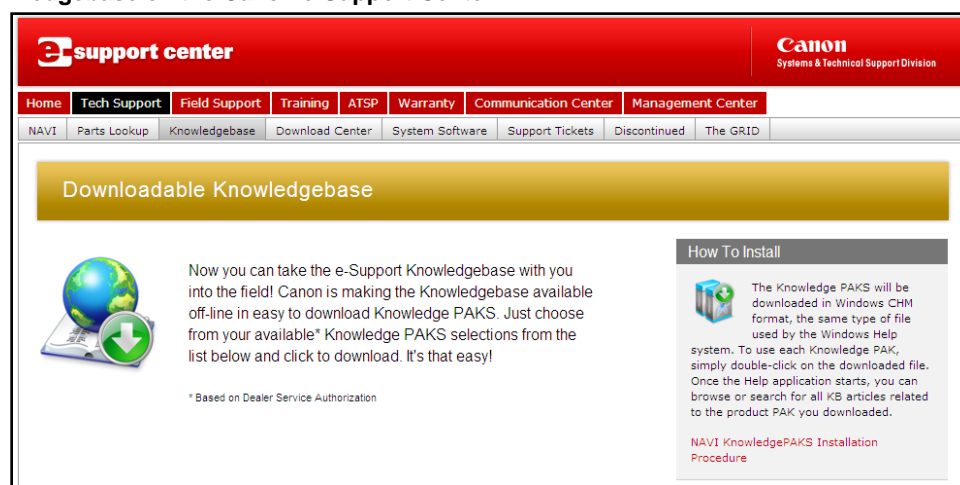 e-support center
Canon
Systems & Technical Support Division
Home Tech Support Field Support Training ATSP Warranty Communication Center Management Center
NAVI Parts Lookup Knowledgebase Download Center System Software Support Tickets Discontinued The GRID
Downloadable Knowledgebase
Now you can take the e-Support Knowledgebase with you
into the field! Canon is making the Knowledgebase available
off-line in easy to download Knowledge PAKS. Just choose
from your available* Knowledge PAKS selections from the
list below and click to download. It's that easy!
* Based on Dealer Service Authorization
How To Install
The Knowledge PAKS will be
downloaded in Windows CHM
format, the same type of file
used by the Windows Help
system. To use each Knowledge PAK,
simply double-click on the downloaded file.
Once the Help application starts, you can
browse or search for all KB articles related
to the product PAK you downloaded.
NAVI KnowledgePAKS Installation
Procedure